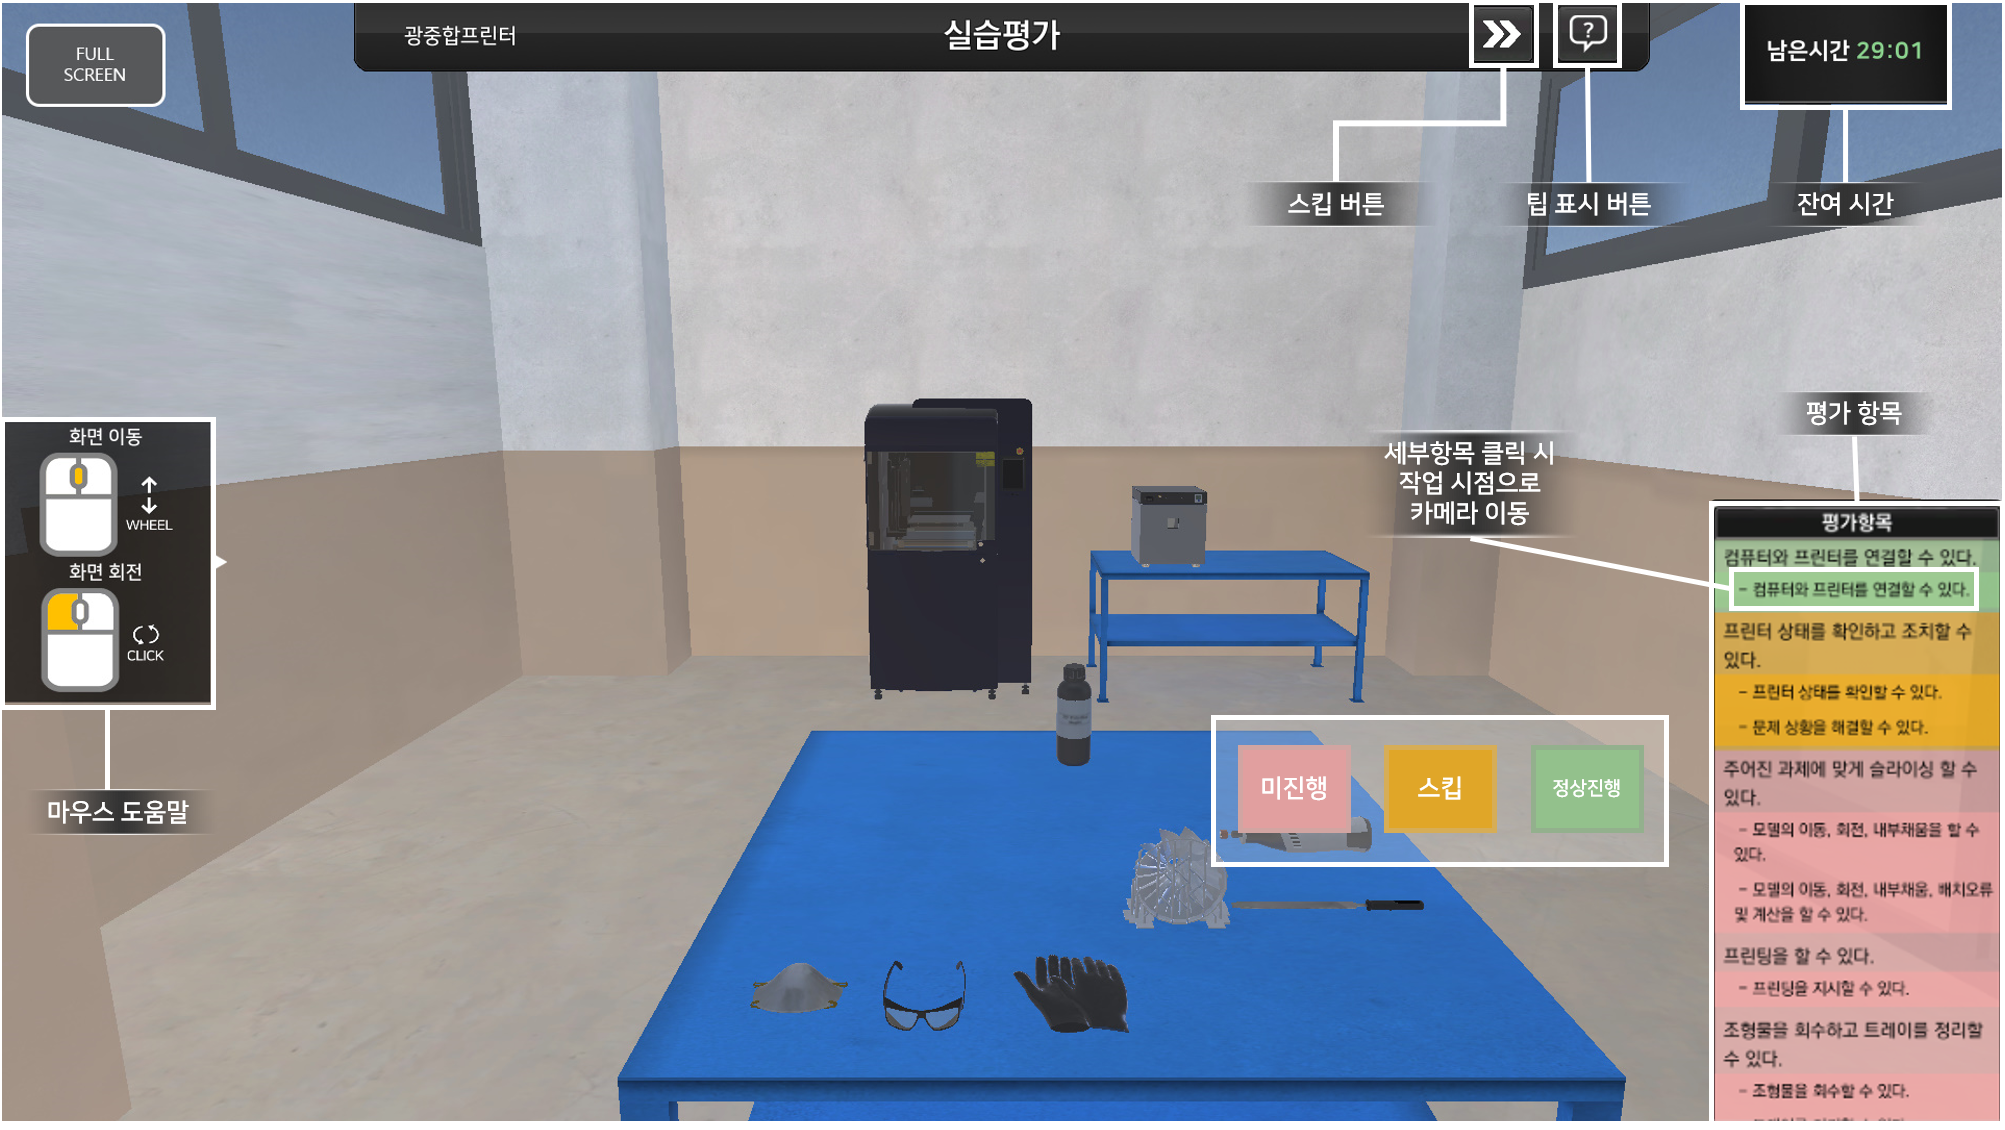 FULL
SCREEN
광중합프린터
실습평가
남은시간 29:01
스킵 버튼
팁 표시 버튼
잔여 시간
화면 이동
WHEEL
화면 회전
CLICK
마우스 도움말
세부항목 클릭 시
작업 시점으로
카메라 이동
평가 항목
평가항목
컴퓨터와 프린터를 연결할 수 있다.
- 컴퓨터와 프린터를 연결할 수 있다.
프린터 상태를 확인하고 조치할 수
있다.
- 프린터 상태를 확인할 수 있다.
- 문제 상황을 해결할 수 있다.
주어진 과제에 맞게 슬라이싱 할 수
있다.
- 모델의 이동, 회전, 내부채움을 할 수
있다.
- 모델의 이동, 회전, 내부채움, 배치오류
및 계산을 할 수 있다.
프린팅을 할 수 있다.
- 프린팅을 지시할 수 있다.
조형물을 회수하고 트레이를 정리할
수 있다.
- 조형물을 회수할 수 있다.
미진행
스킵
정상진행